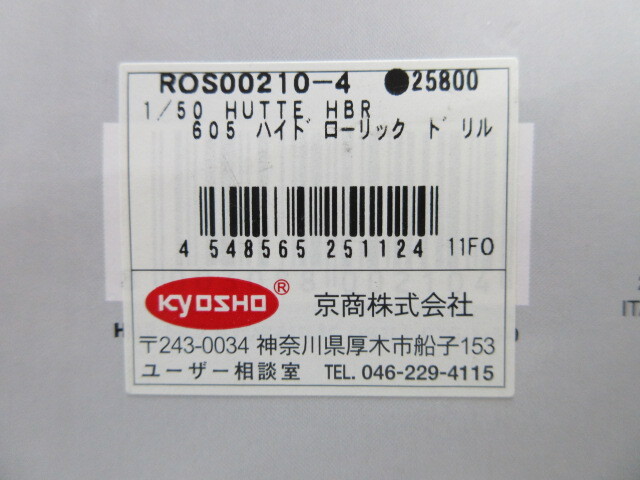 ROS00210-4 ●25800
1/50 HUTTE HBR
605 ハイドローリック ドリル
4 548565 251124 11FO
KYOSHO® 京商株式会社
〒243-0034 神奈川県厚木市船子153
ユーザー相談室 TEL. 046-229-4115
ITA